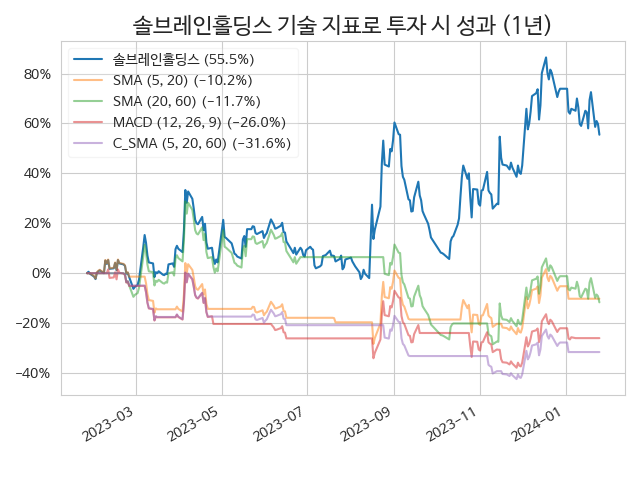 솔브레인홀딩스 기술 지표로 투자 시 성과 (1년)
솔브레인홀딩스 (55.5%)
SMA (5, 20) (−10.2%)
SMA (20, 60) (−11.7%)
MACD (12, 26, 9) (−26.0%)
C_SMA (5, 20, 60) (−31.6%)
80%
60%
40%
20%
0%
−20%
−40%
2023−03
2023−05
2023−07
2023−09
2023−11
2024−01